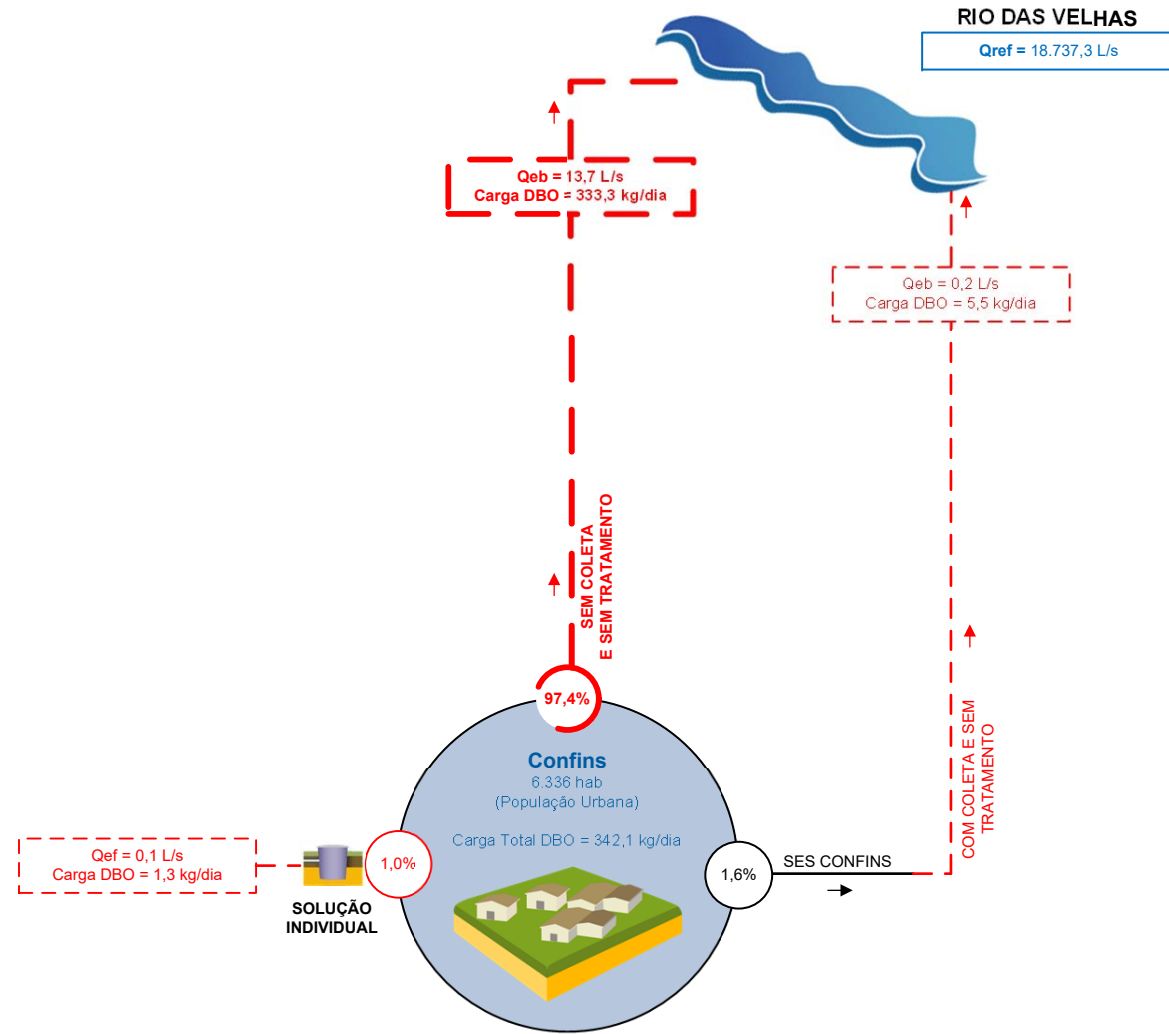 RIO DAS VELHAS
Qref = 18.737,3 L/s
Qeb = 13,7 L/s
Carga DBO = 333,3 kg/dia
Qeb = 0,2 L/s
Carga DBO = 5,5 kg/dia
SEM COLETA
E SEM TRATAMENTO
COM COLETA E SEM
TRATAMENTO
97,4%
Confins
6.336 hab
(População Urbana)
Carga Total DBO = 342,1 kg/dia
Qef = 0,1 L/s
Carga DBO = 1,3 kg/dia
1,0%
SOLUÇÃO
INDIVIDUAL
1,6%
SES CONFINS